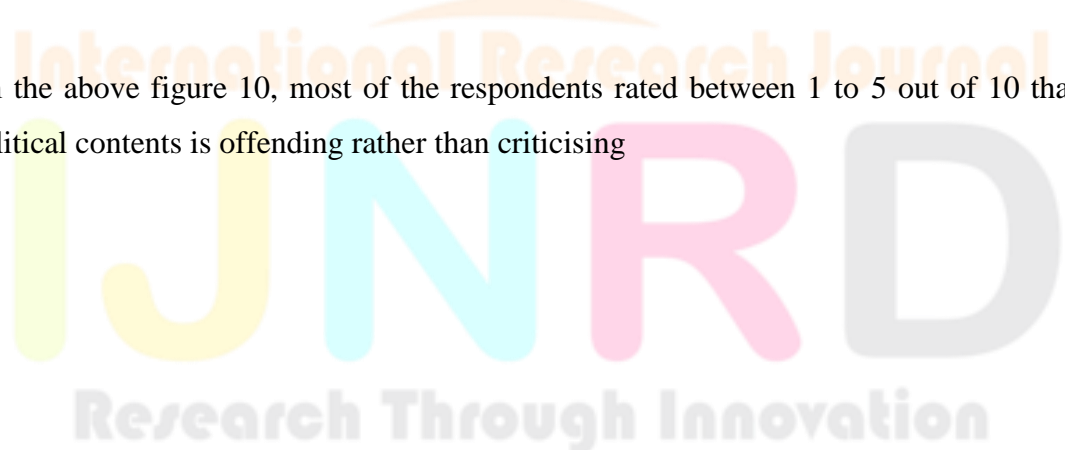 International Research Journal
the above figure 10, most of the respondents rated between 1 to 5 out of 10
litical contents is offending rather than criticising
IJNRD
Research Through Innovation